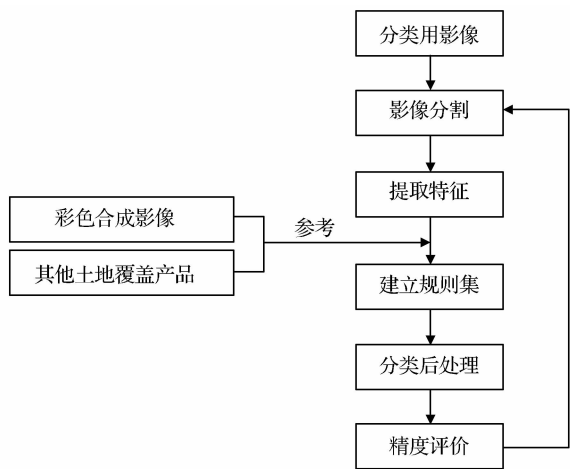 分类用影像
影像分割
提取特征
彩色合成影像
参考
其他土地覆盖产品
建立规则集
分类后处理
精度评价